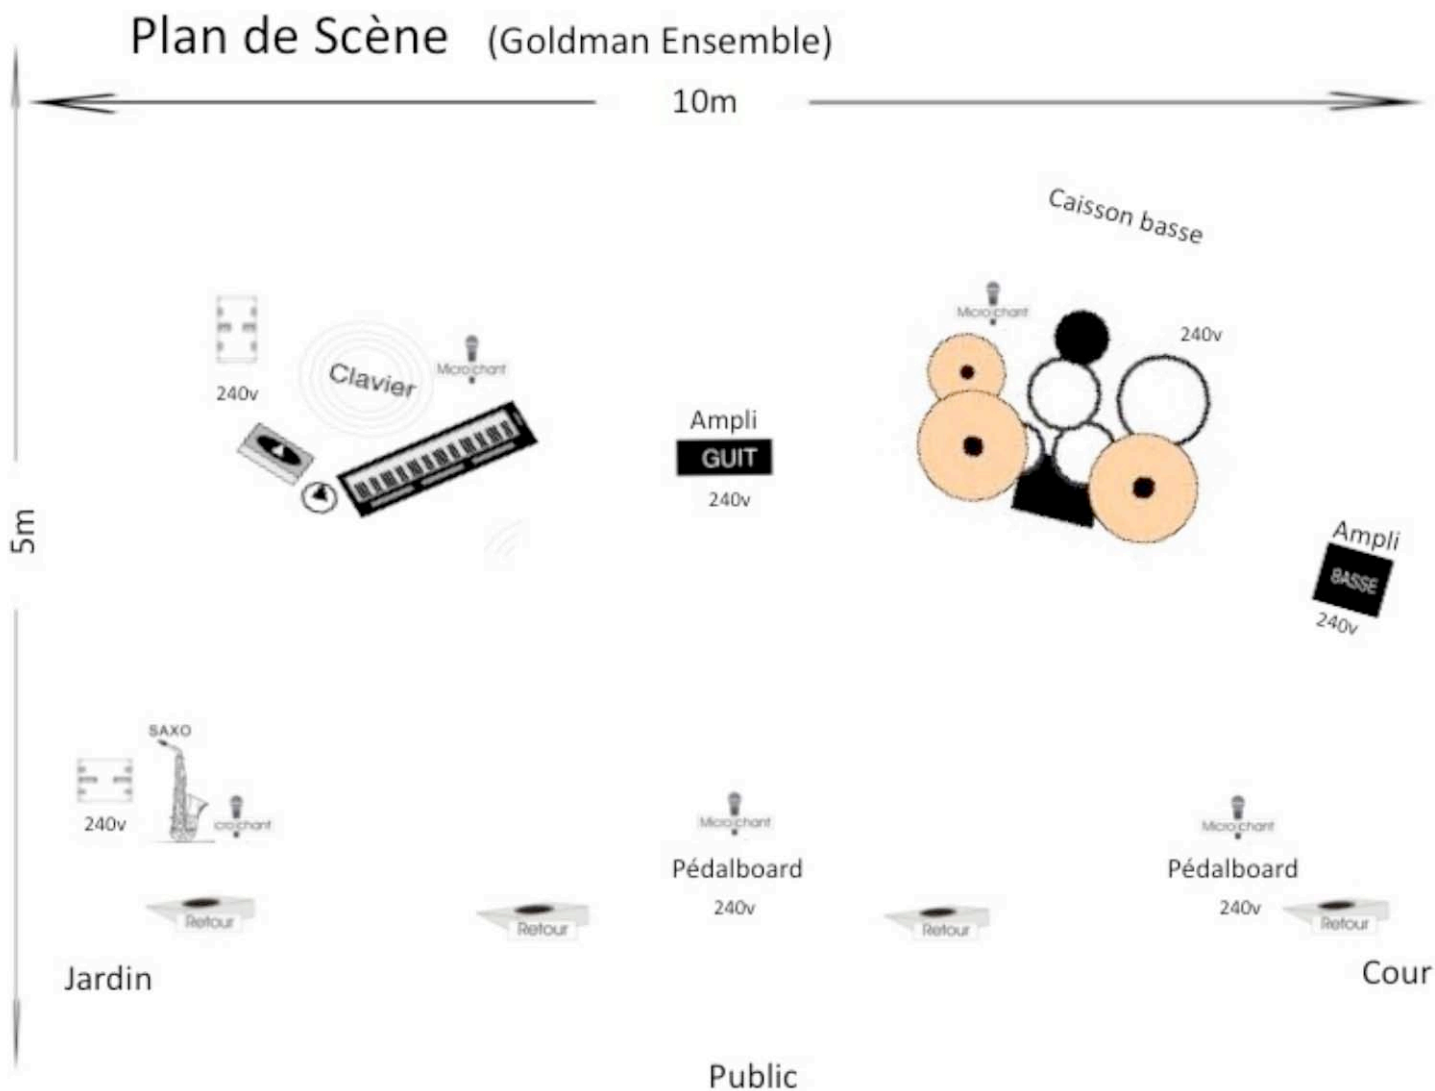 Plan de Scène (Goldman Ensemble)
10m
5m
Caisson basse
Micro chant
240v
Clavier
Micro chant
240v
Ampli
GUIT
240v
Ampli
BASSE
240v
SAXO
240v
cro chant
Micro chant
Micro chant
Pédalboard
Pédalboard
240v
240v
Retour
Retour
Retour
Retour
Jardin
Cour
Public